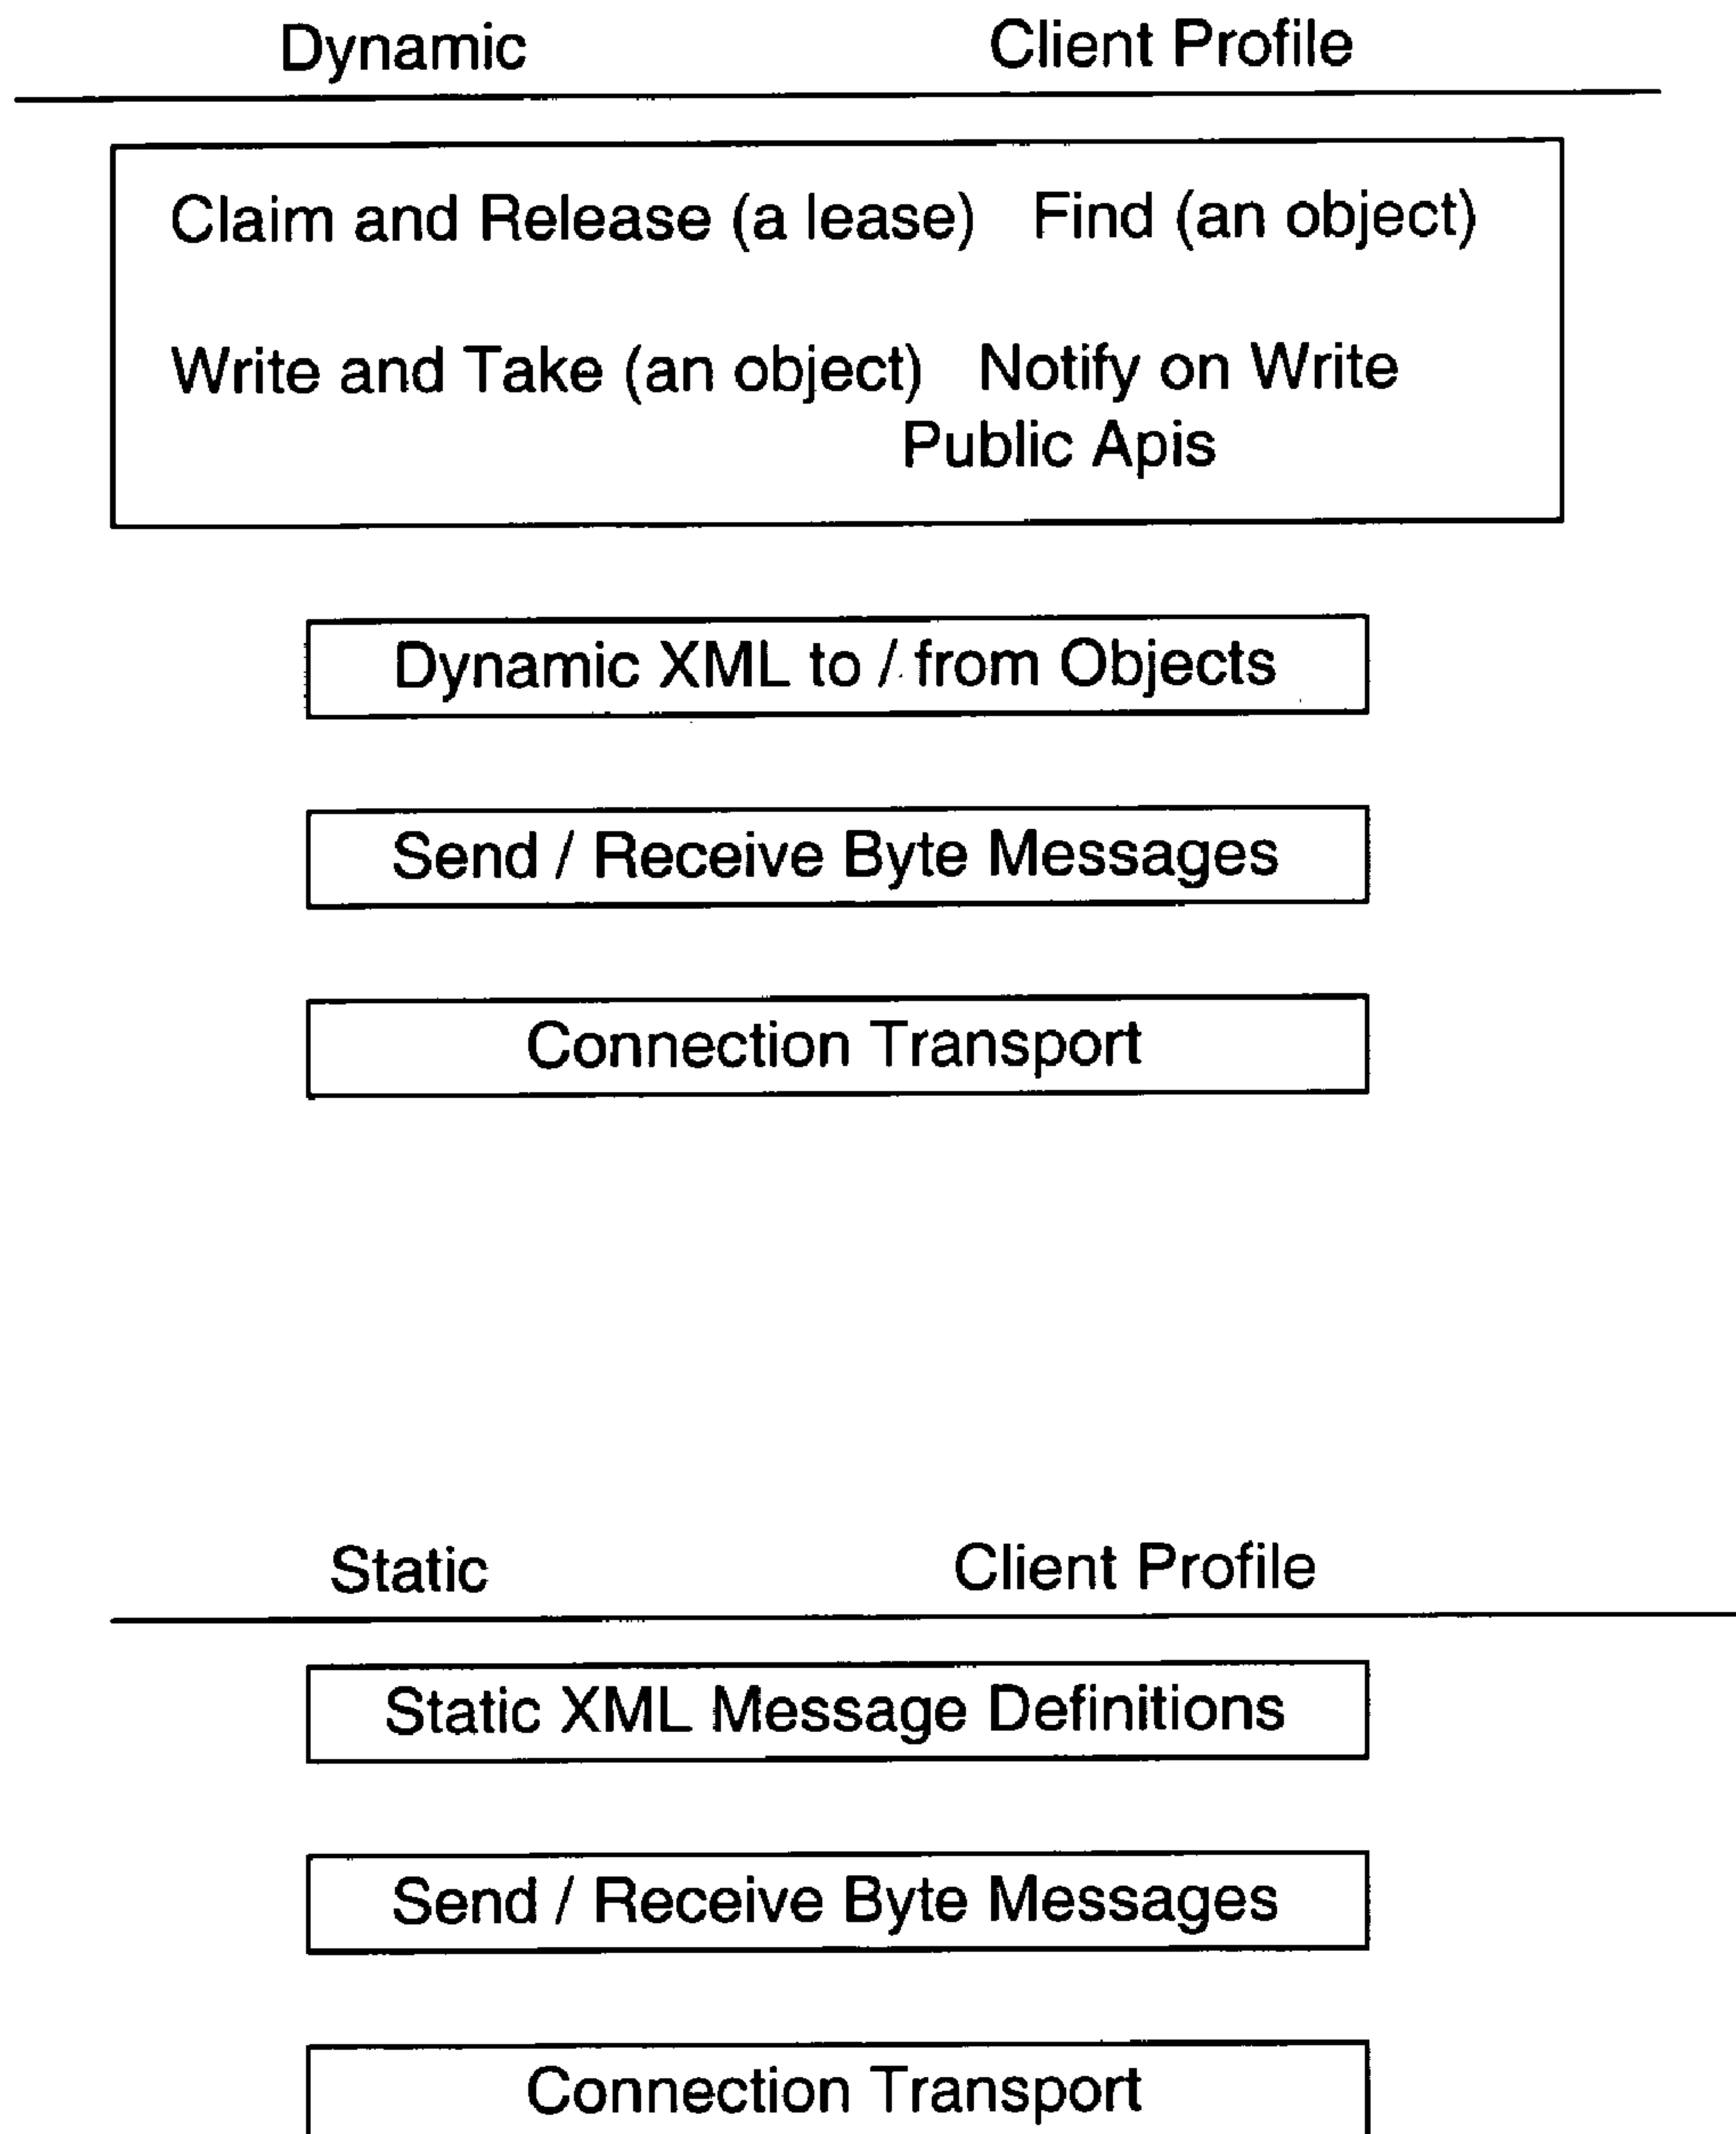 Dynamic Client Profile
Claim and Release (a lease) Find (an object)
Write and Take (an object) Notify on Write
Public Apis
Dynamic XML to / from Objects
Send / Receive Byte Messages
Connection Transport
Static Client Profile
Static XML Message Definitions
Send / Receive Byte Messages
Connection Transport